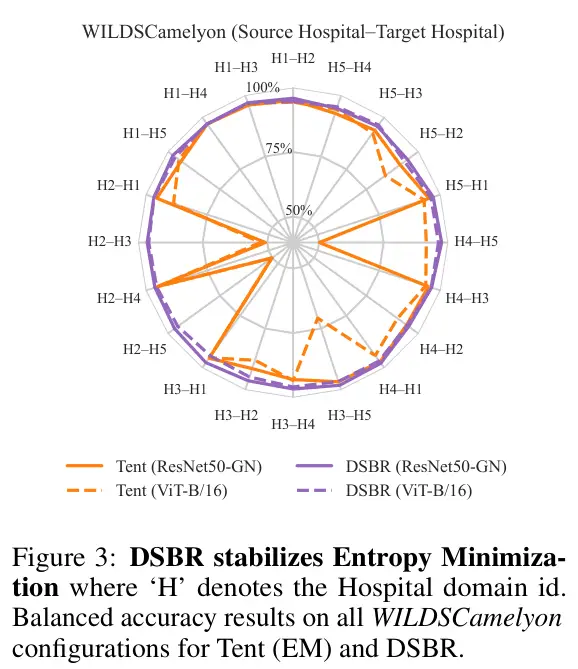 WILDSCamelyon (Source Hospital–Target Hospital)
H1–H2
H1–H3
H5–H4
H1–H4
100%
H5–H3
H1–H5
75%
H5–H2
H2–H1
50%
H5–H1
H2–H3
H4–H5
H2–H4
H4–H3
H2–H5
H4–H2
H3–H1
H4–H1
H3–H2
H3–H5
H3–H4
Tent (ResNet50-GN)
DSBR (ResNet50-GN)
Tent (ViT-B/16)
DSBR (ViT-B/16)
Figure 3: DSBR stabilizes Entropy Minimiza-
tion where ‘H’ denotes the Hospital domain id.
Balanced accuracy results on all WILDSCamelyon
configurations for Tent (EM) and DSBR.